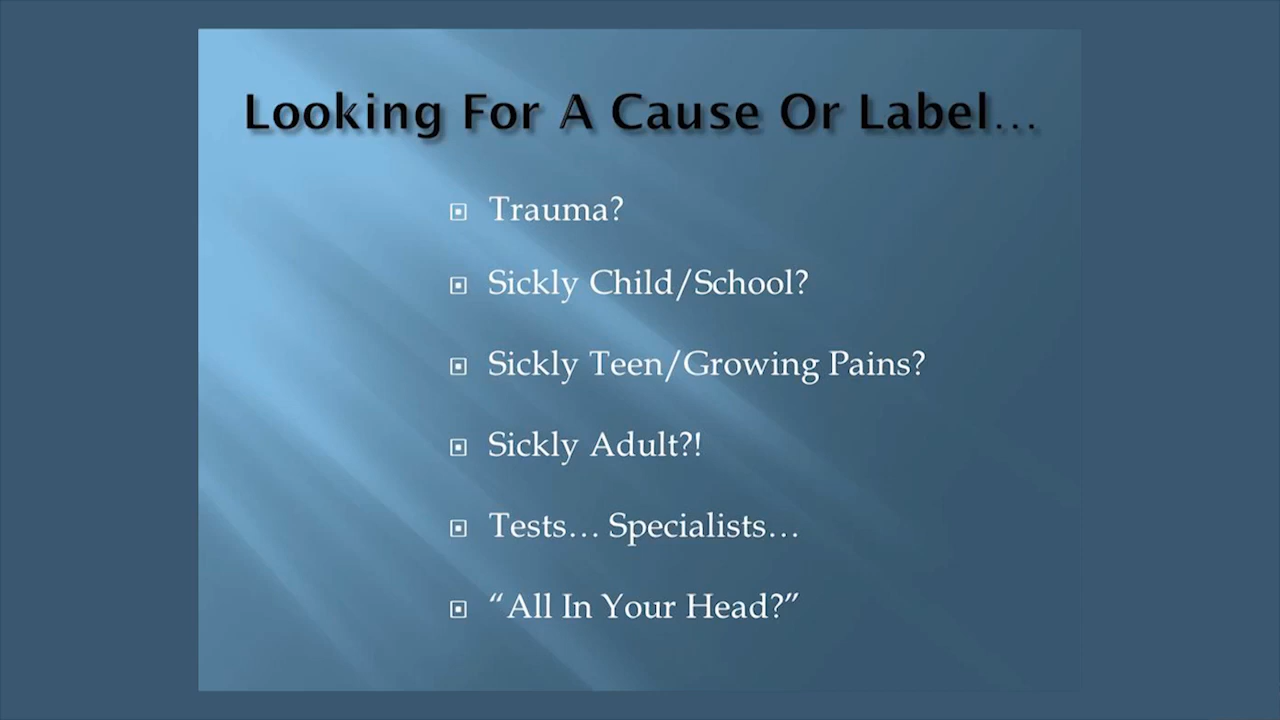 Looking For A Cause Or Label…
Trauma?
Sickly Child/School?
Sickly Teen/Growing Pains?
Sickly Adult?!
Tests… Specialists…
“All In Your Head?”